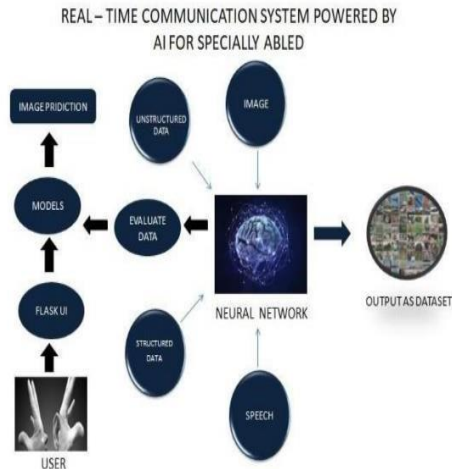 REAL – TIME COMMUNICATION SYSTEM POWERED BY
AI FOR SPECIALLY ABLED
IMAGE PRIDICTION
UNSTRUCTURED
DATA
IMAGE
MODELS
EVALUATE
DATA
NEURAL NETWORK
OUTPUT AS DATASET
FLASK UI
STRUCTURED
DATA
SPEECH
USER